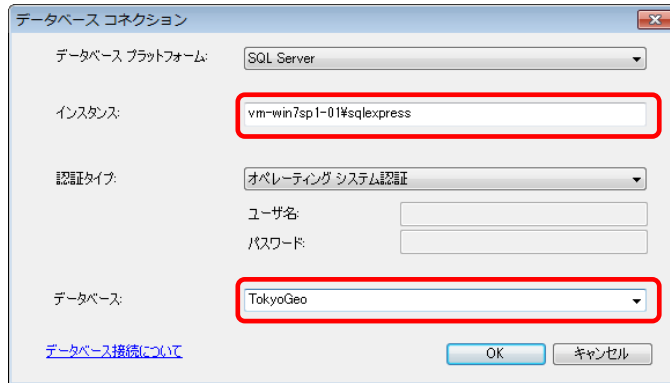 データベース コネクション
データベース プラットフォーム:
SQL Server
インスタンス:
vm-win7sp1-01¥sqlexpress
認証タイプ:
オペレーティング システム認証
ユーザ名:
パスワード:
データベース:
TokyoGeo
データベース接続について
OK
キャンセル